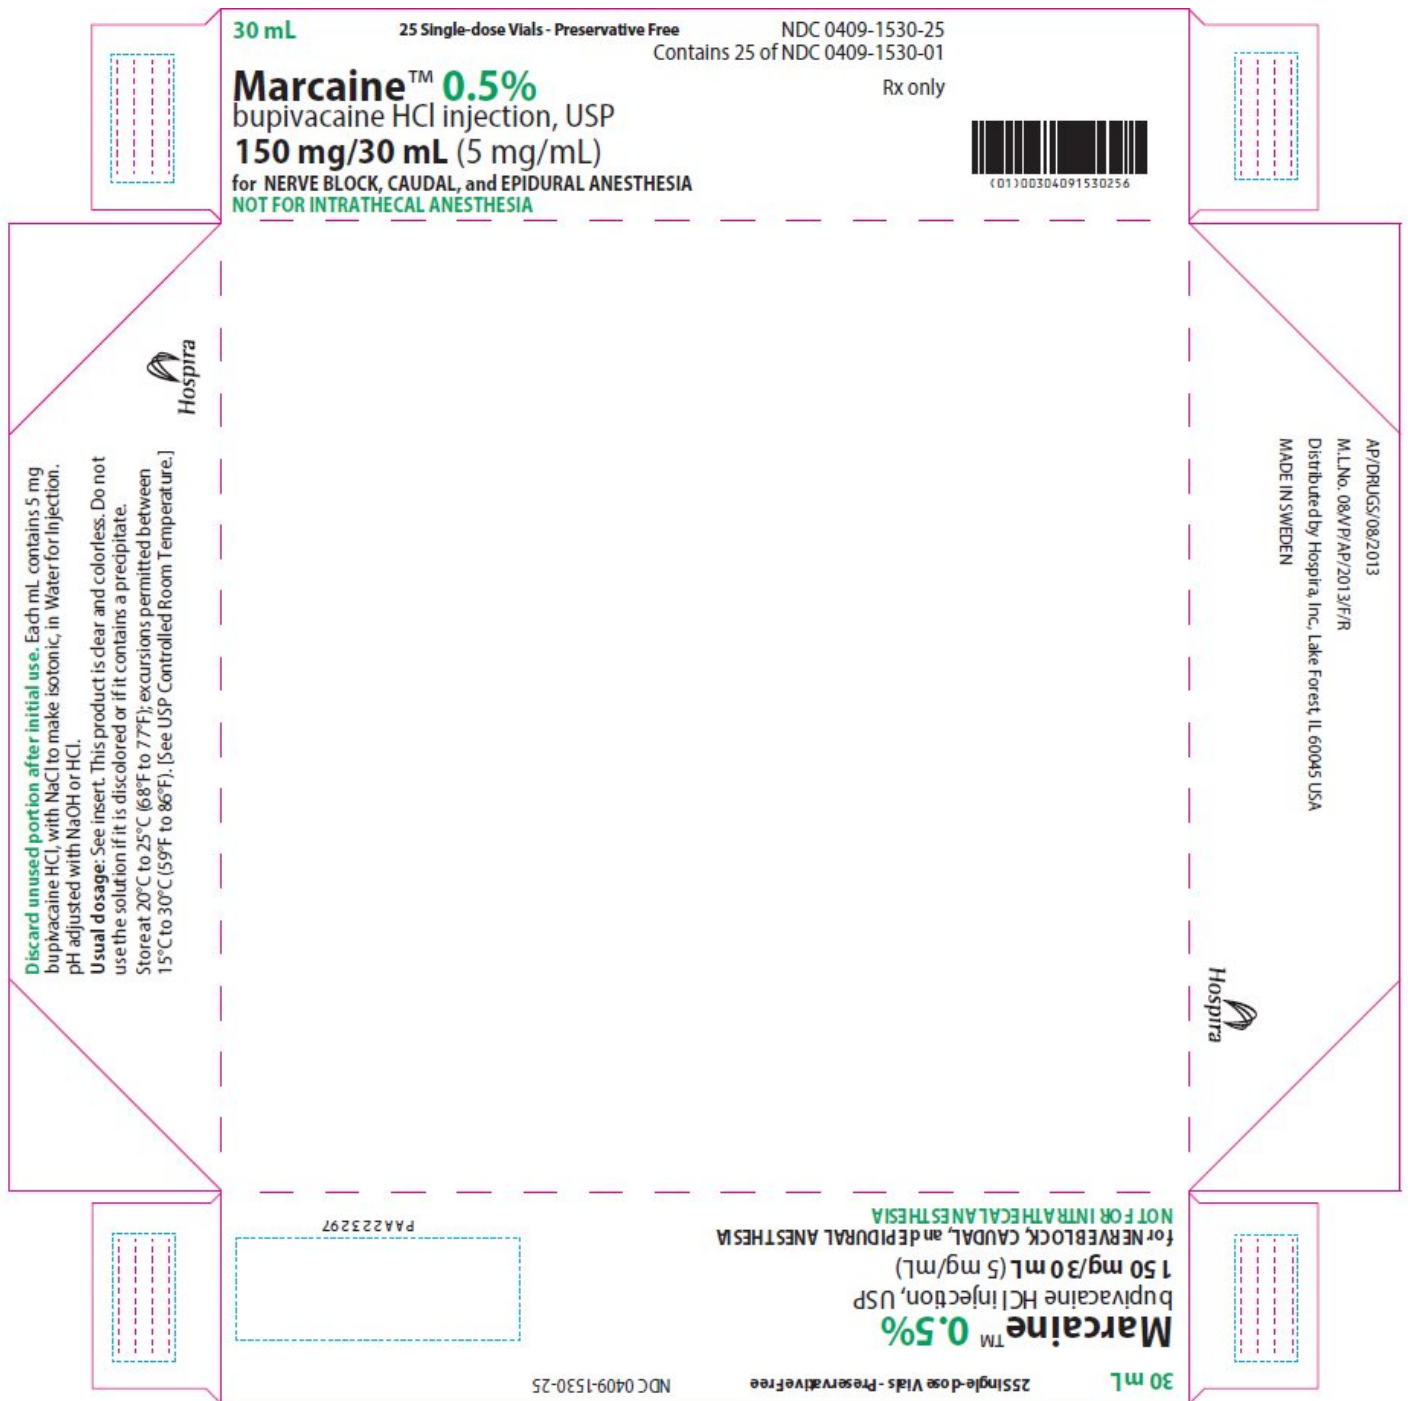 30 mL
25 Single-dose Vials - Preservative Free
NDC 0409-1530-25
Contains 25 of NDC 0409-1530-01
Marcaine™ 0.5%
Rx only
bupivacaine HCl injection, USP
150 mg/30 mL (5 mg/mL)
for NERVE BLOCK, CAUDAL, and EPIDURAL ANESTHESIA
NOT FOR INTRATHECAL ANESTHESIA
(01)00304091530256
Hospira
Discard unused portion after initial use. Each mL contains 5 mg
bupivacaine HCl, with NaCl to make isotonic, in Water for Injection.
pH adjusted with NaOH or HCl.
Usual dosage: See insert. This product is clear and colorless. Do not
use the solution if it is discolored or if it contains a precipitate.
Store at 20°C to 25°C (68°F to 77°F); excursions permitted between
15°C to 30°C (59°F to 86°F). [See USP Controlled Room Temperature.]
AP/DRUGS/08/2013
M.L.No. 08/VP/AP/2013/F/R
Distributed by Hospira, Inc., Lake Forest, IL 60045 USA
MADE IN SWEDEN
Hospira
30 mL
25 Single-dose Vials - Preservative Free
NDC 0409-1530-25
Marcaine™ 0.5%
bupivacaine HCl injection, USP
150 mg/30 mL (5 mg/mL)
for NERVE BLOCK, CAUDAL, and EPIDURAL ANESTHESIA
NOT FOR INTRATHECAL ANESTHESIA
PAA223297